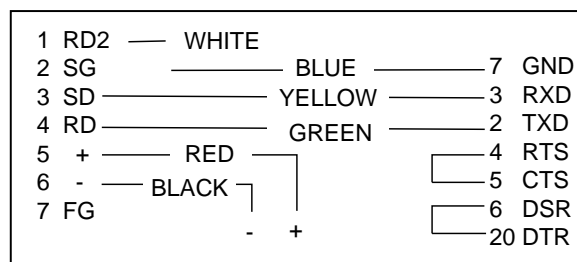 1 RD2 WHITE
2 SG BLUE 7 GND
3 SD YELLOW 3 RXD
4 RD GREEN 2 TXD
5 + RED 4 RTS
6 - BLACK 5 CTS
7 FG 6 DSR
- + 20 DTR